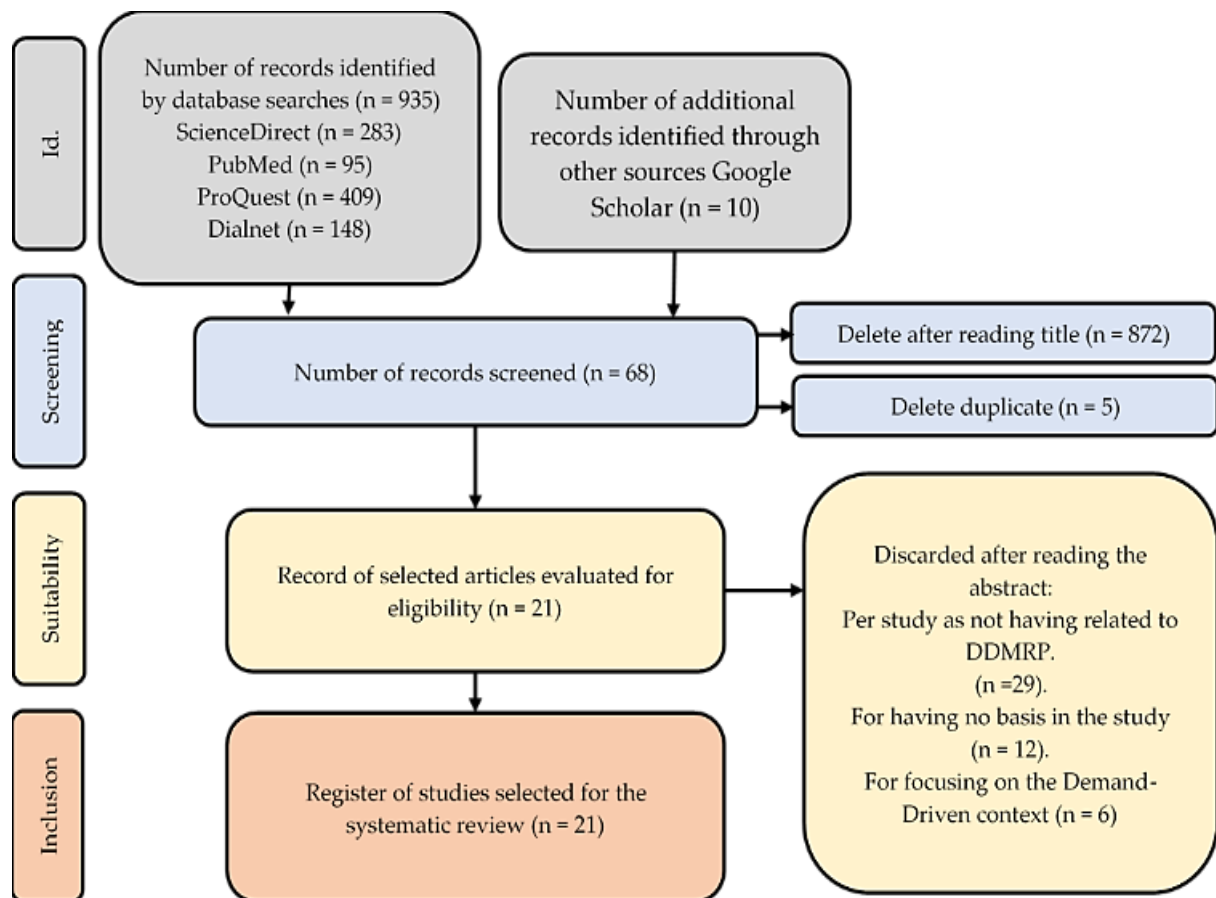 Id.
Number of records identified
by database searches (n = 935)
ScienceDirect (n = 283)
PubMed (n = 95)
ProQuest (n = 409)
Dialnet (n = 148)
Number of additional
records identified through
other sources Google
Scholar (n = 10)
Screening
Number of records screened (n = 68)
Delete after reading title (n = 872)
Delete duplicate (n = 5)
Suitability
Record of selected articles evaluated for
eligibility (n = 21)
Discarded after reading the
abstract:
Per study as not having related to
DDMRP.
(n =29).
For having no basis in the study
(n = 12).
For focusing on the Demand-
Driven context (n = 6)
Inclusion
Register of studies selected for the
systematic review (n = 21)